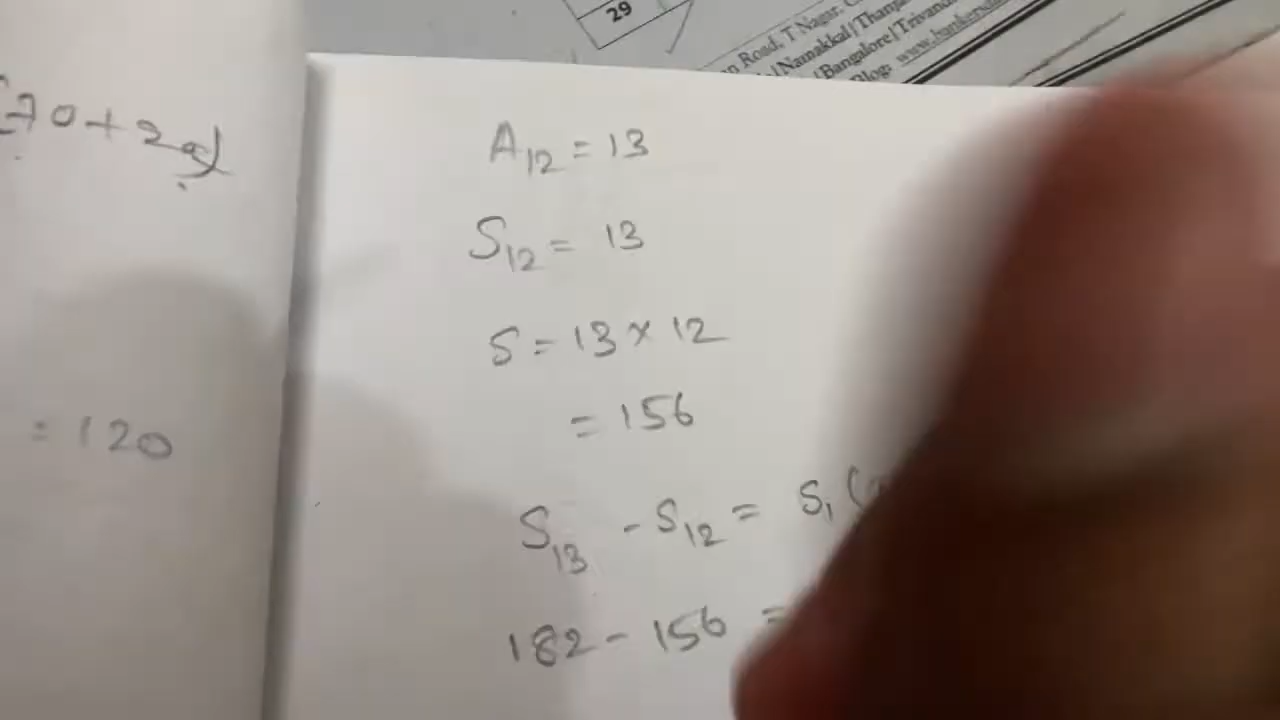 29
n Road, T Nagar, C
Namakkal|Thanja
|Bangalore|Trivand
Blog: www.bankersda
70+2a)
= 120
A12 = 13
S12 = 13
S = 13 × 12
= 156
S13 - S12 = S1 (
182 - 156 =